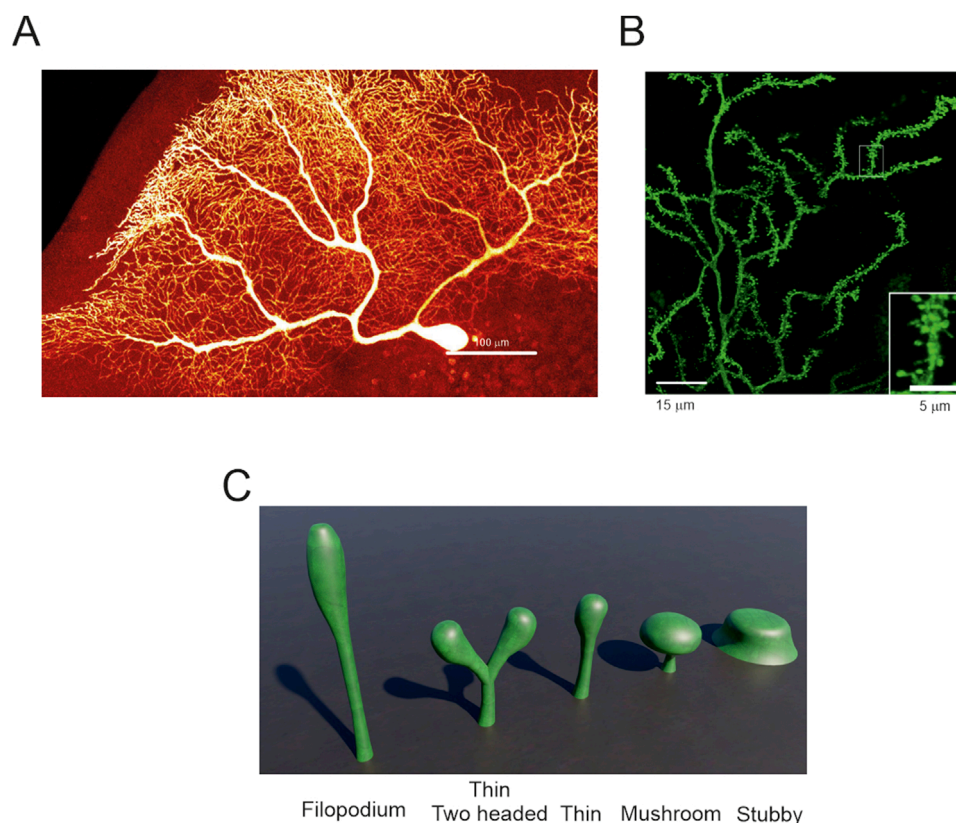 A
B
100 μm
15 μm
5 μm
C
Filopodium
Thin
Two headed
Thin
Mushroom
Stubby